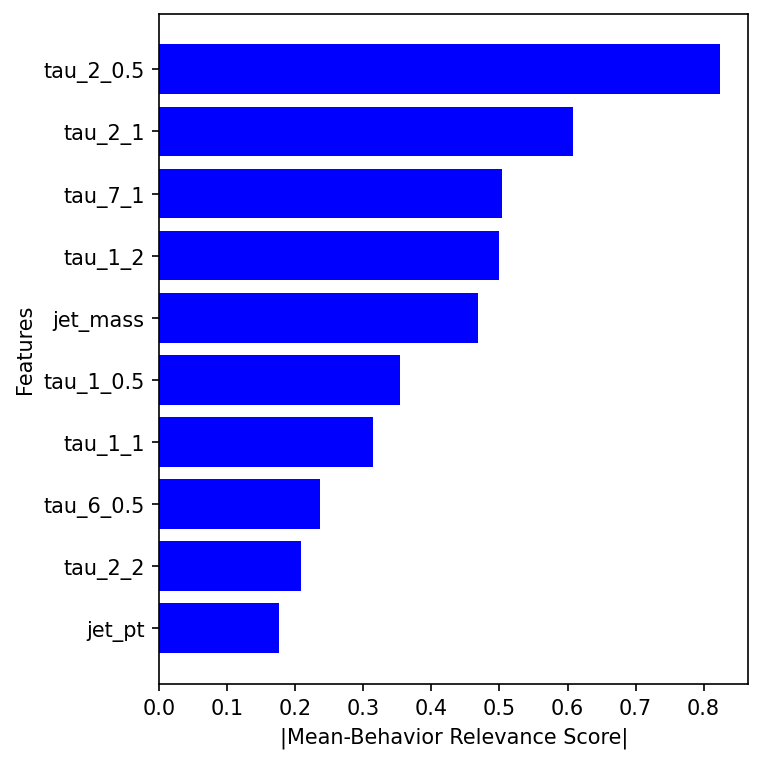 Features
tau_2_0.5
tau_2_1
tau_7_1
tau_1_2
jet_mass
tau_1_0.5
tau_1_1
tau_6_0.5
tau_2_2
jet_pt
0.0 0.1 0.2 0.3 0.4 0.5 0.6 0.7 0.8
|Mean-Behavior Relevance Score|